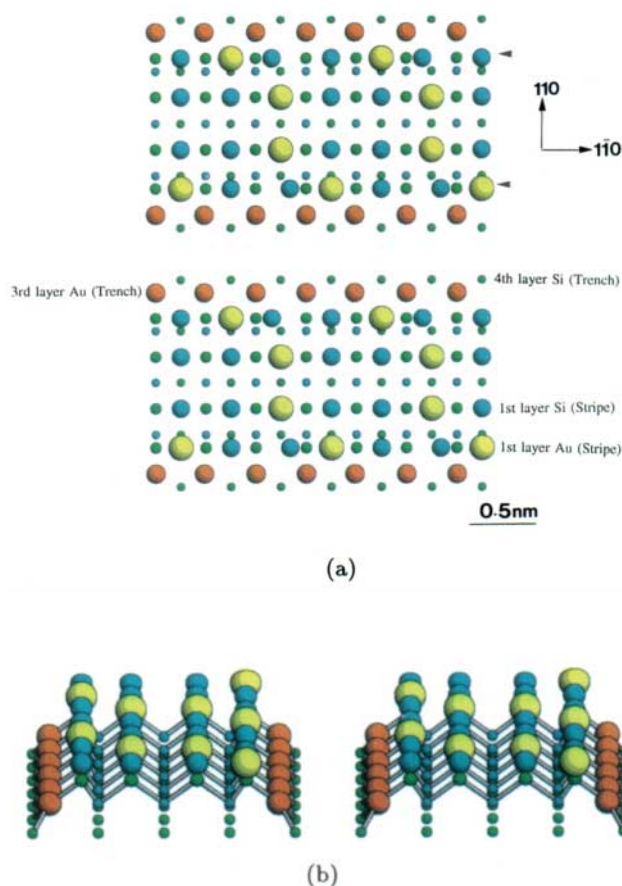 110
11̄0
3rd layer Au (Trench)
4th layer Si (Trench)
1st layer Si (Stripe)
1st layer Au (Stripe)
0.5nm
(a)
(b)